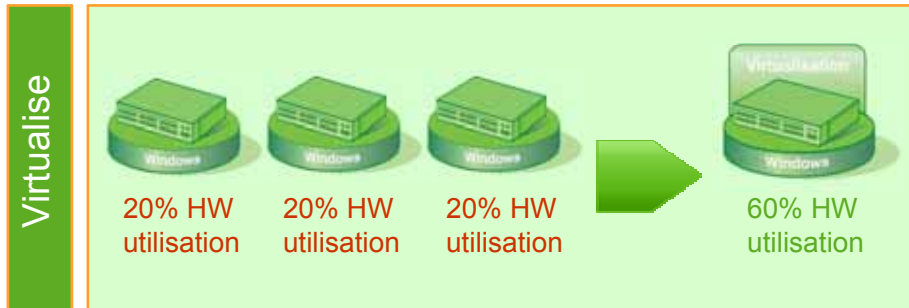 Virtualise
Virtualisation
Windows
Windows
Windows
Windows
20% HW
utilisation
20% HW
utilisation
20% HW
utilisation
60% HW
utilisation